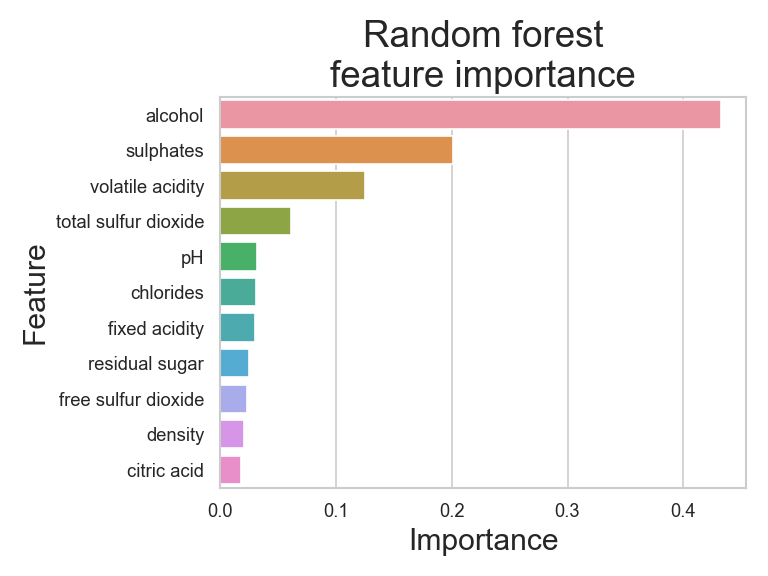 Random forest
feature importance
Feature
alcohol
sulphates
volatile acidity
total sulfur dioxide
pH
chlorides
fixed acidity
residual sugar
free sulfur dioxide
density
citric acid
0.0 0.1 0.2 0.3 0.4
Importance